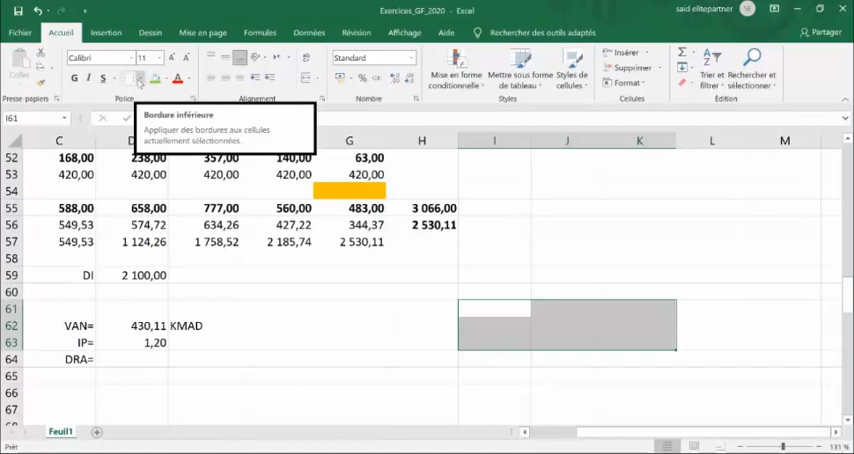 Exercices_GF_2020 – Excel
said elitepartner
Fichier Accueil Insertion Dessin Mise en page Formules Données Révision Affichage Aide Rechercher des outils adaptés Partager
Calibri 11 A A Standard Insérer
Coller G I S A % 000 Mise en forme conditionnelle Mettre sous forme de tableau Styles de cellules Supprimer Trier et filtrer Rechercher et sélectionner
Format
Presse-papiers Police Alignement Nombre Styles Cellules Édition
I61
Bordure inférieure
Appliquer des bordures aux cellules
actuellement sélectionnées.
C D G H I J K L M
52 168,00 238,00 357,00 140,00 63,00
53 420,00 420,00 420,00 420,00 420,00
54
55 588,00 658,00 777,00 560,00 483,00 3 066,00
56 549,53 574,72 634,26 427,22 344,37 2 530,11
57 549,53 1 124,26 1 758,52 2 185,74 2 530,11
58
59 DI 2 100,00
60
61
62 VAN= 430,11 KMAD
63 IP= 1,20
64 DRA=
65
66
67
Feuil1
Prêt 131 %